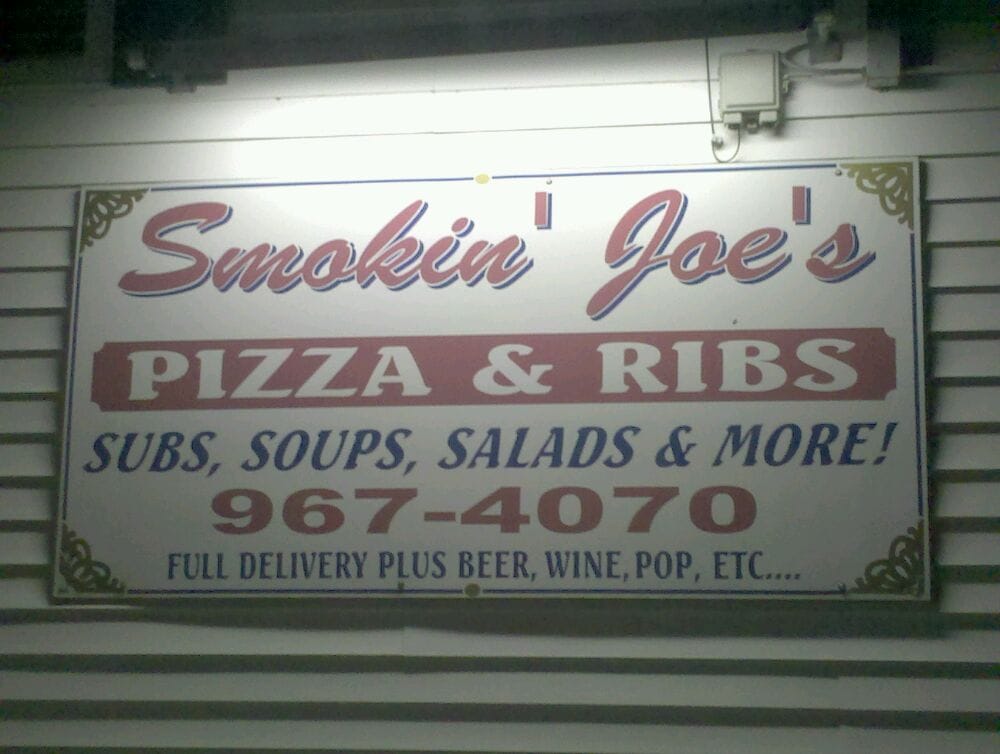 Smokin' Joe's
PIZZA & RIBS
SUBS, SOUPS, SALADS & MORE!
967-4070
FULL DELIVERY PLUS BEER, WINE, POP, ETC....